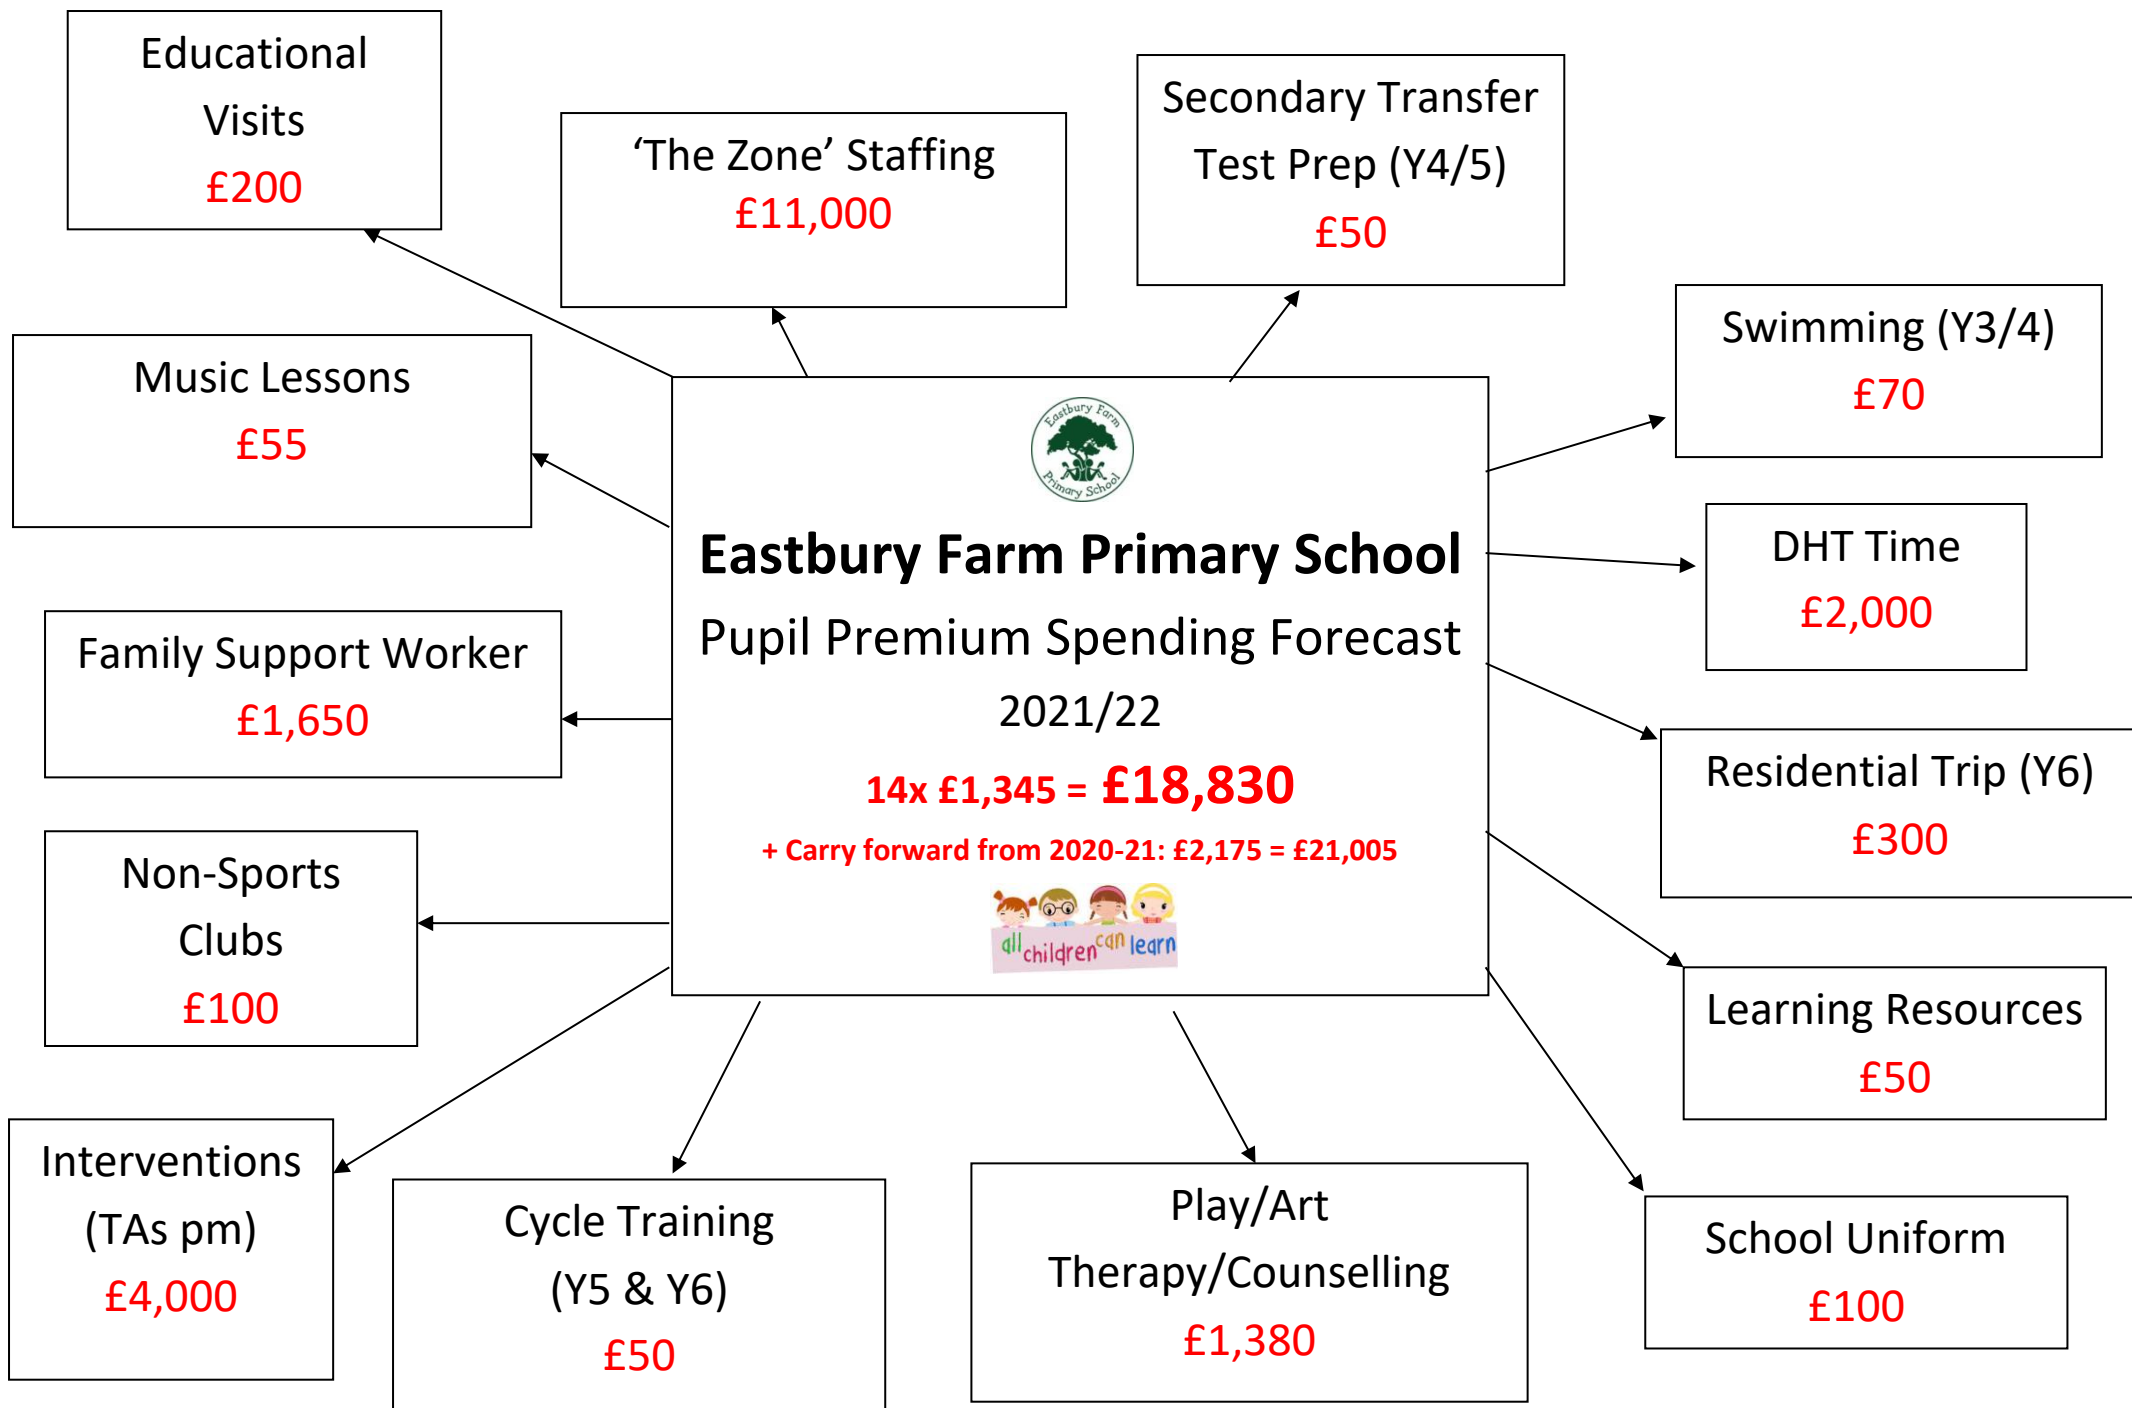 Educational
Visits
£200
‘The Zone’ Staffing
£11,000
Secondary Transfer
Test Prep (Y4/5)
£50
Swimming (Y3/4)
£70
Music Lessons
£55
Eastbury Farm
Primary School
Eastbury Farm Primary School
Pupil Premium Spending Forecast
2021/22
14x £1,345 = £18,830
+ Carry forward from 2020-21: £2,175 = £21,005
all children can learn
DHT Time
£2,000
Family Support Worker
£1,650
Residential Trip (Y6)
£300
Non-Sports
Clubs
£100
Learning Resources
£50
Interventions
(TAs pm)
£4,000
Cycle Training
(Y5 & Y6)
£50
Play/Art
Therapy/Counselling
£1,380
School Uniform
£100